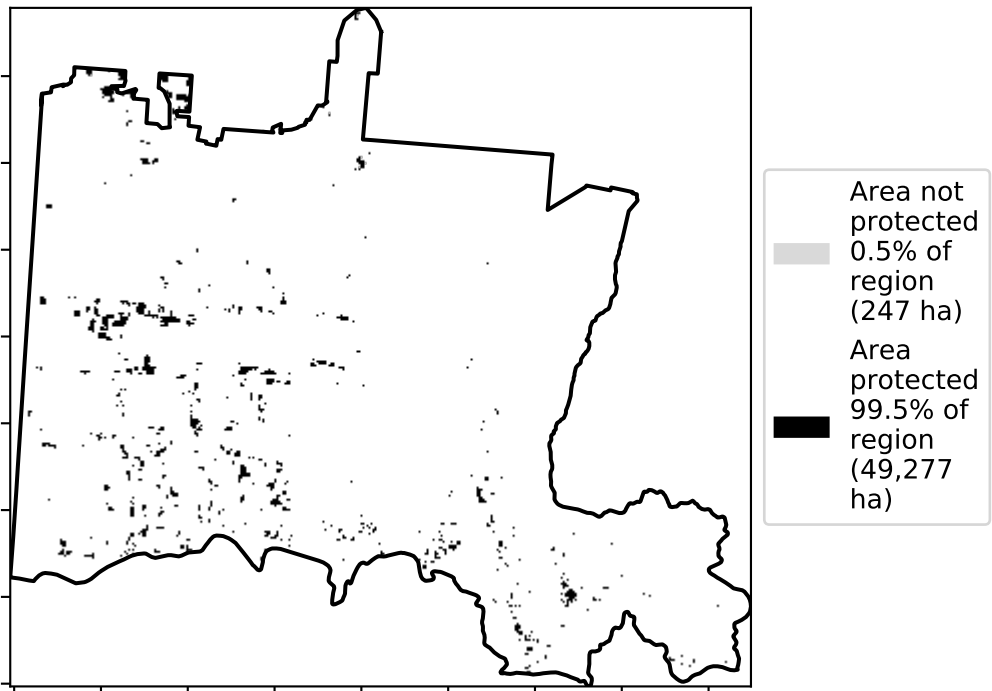 Area not
protected
0.5% of
region
(247 ha)
Area
protected
99.5% of
region
(49,277
ha)